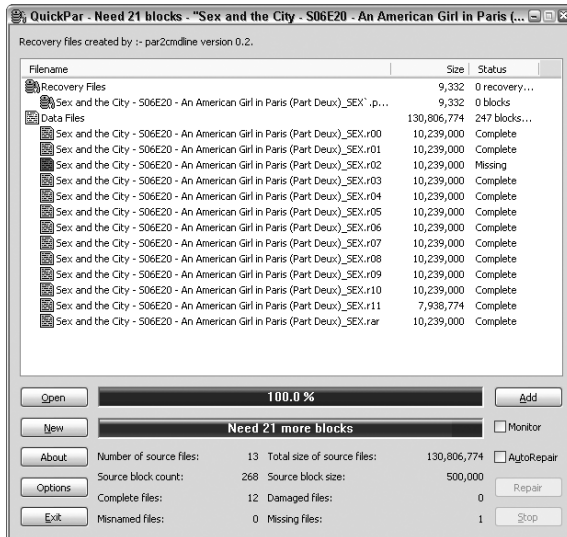 QuickPar - Need 21 blocks - "Sex and the City - S06E20 - An American Girl in Paris (...
Recovery files created by :- par2cmdline version 0.2.
Filename Size Status
Recovery Files 9,332 0 recovery...
Sex and the City - S06E20 - An American Girl in Paris (Part Deux)_SEX`.p... 9,332 0 blocks
Data Files 130,806,774 247 blocks...
Sex and the City - S06E20 - An American Girl in Paris (Part Deux)_SEX.r00 10,239,000 Complete
Sex and the City - S06E20 - An American Girl in Paris (Part Deux)_SEX.r01 10,239,000 Complete
Sex and the City - S06E20 - An American Girl in Paris (Part Deux)_SEX.r02 10,239,000 Missing
Sex and the City - S06E20 - An American Girl in Paris (Part Deux)_SEX.r03 10,239,000 Complete
Sex and the City - S06E20 - An American Girl in Paris (Part Deux)_SEX.r04 10,239,000 Complete
Sex and the City - S06E20 - An American Girl in Paris (Part Deux)_SEX.r05 10,239,000 Complete
Sex and the City - S06E20 - An American Girl in Paris (Part Deux)_SEX.r06 10,239,000 Complete
Sex and the City - S06E20 - An American Girl in Paris (Part Deux)_SEX.r07 10,239,000 Complete
Sex and the City - S06E20 - An American Girl in Paris (Part Deux)_SEX.r08 10,239,000 Complete
Sex and the City - S06E20 - An American Girl in Paris (Part Deux)_SEX.r09 10,239,000 Complete
Sex and the City - S06E20 - An American Girl in Paris (Part Deux)_SEX.r10 10,239,000 Complete
Sex and the City - S06E20 - An American Girl in Paris (Part Deux)_SEX.r11 7,938,774 Complete
Sex and the City - S06E20 - An American Girl in Paris (Part Deux)_SEX.rar 10,239,000 Complete
Open 100.0 % Add
New Need 21 more blocks Monitor
About Number of source files: 13 Total size of source files: 130,806,774 AutoRepair
Options Source block count: 268 Source block size: 500,000 Repair
Complete files: 12 Damaged files: 0
Exit Misnamed files: 0 Missing files: 1 Stop